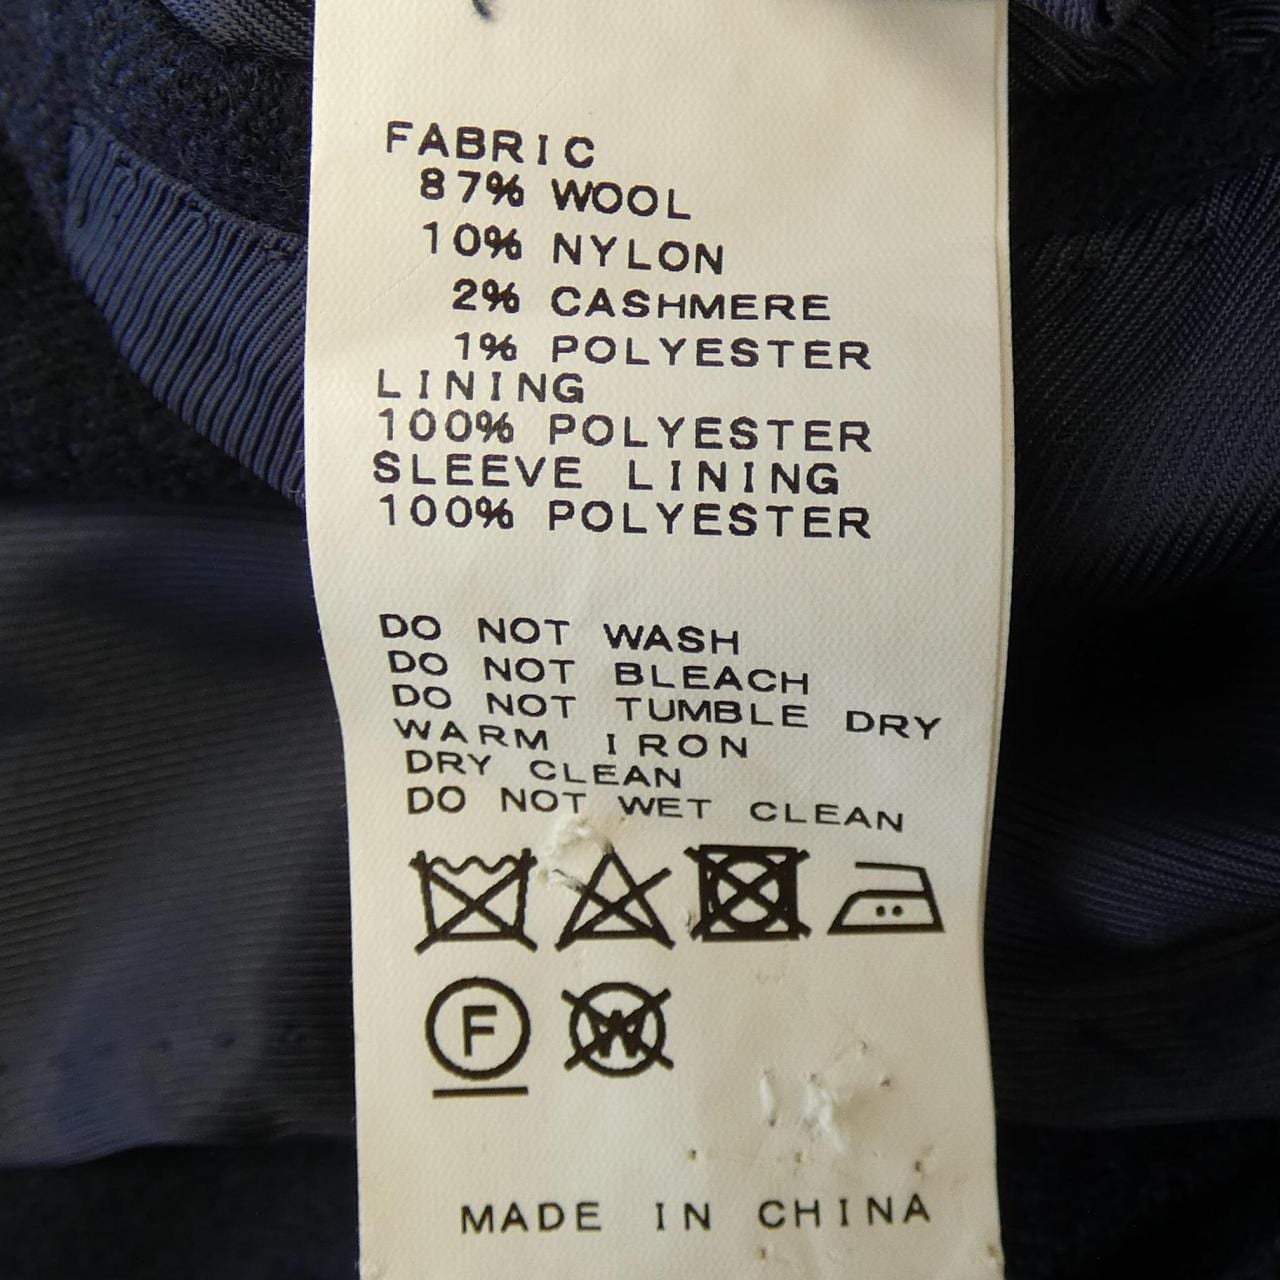 FABRIC
87% WOOL
10% NYLON
2% CASHMERE
1% POLYESTER
LINING
100% POLYESTER
SLEEVE LINING
100% POLYESTER
DO NOT WASH
DO NOT BLEACH
DO NOT TUMBLE DRY
WARM IRON
DRY CLEAN
DO NOT WET CLEAN
F W
MADE IN CHINA